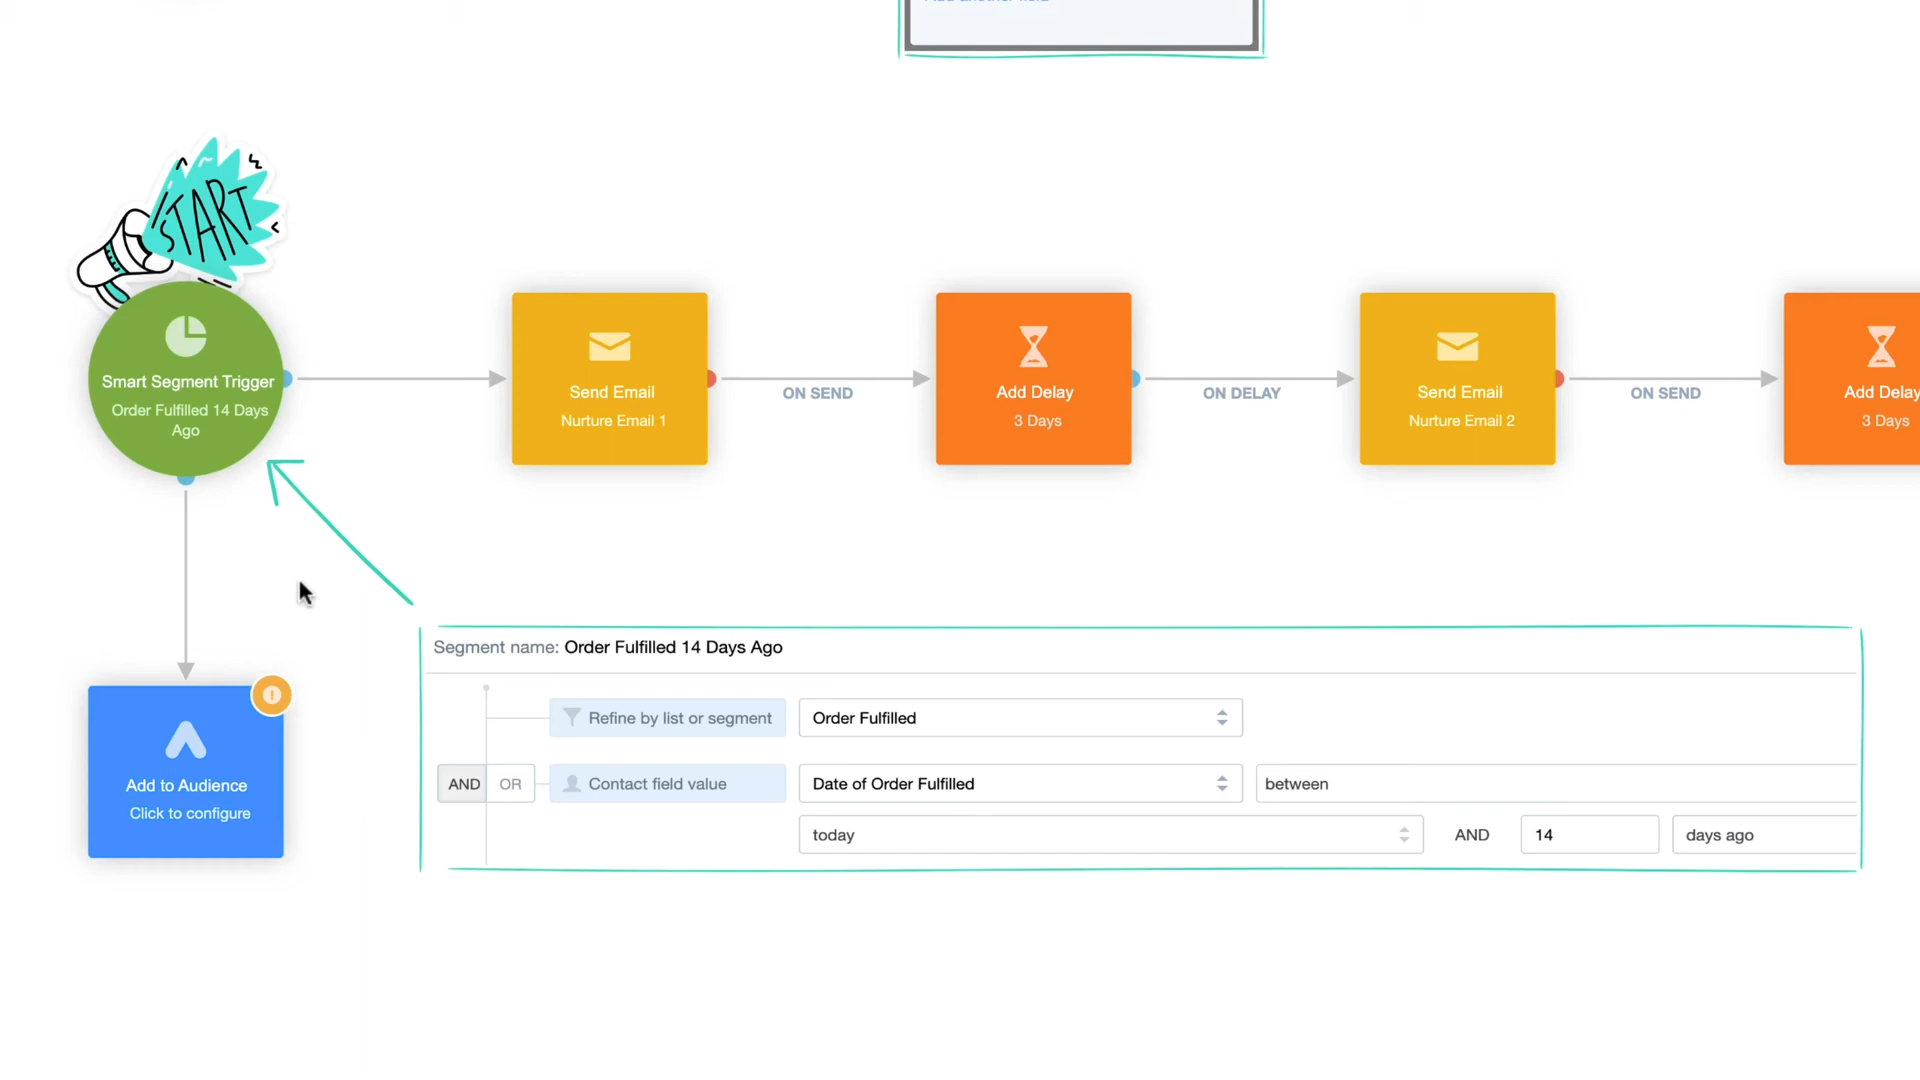 START
Smart Segment Trigger
Order Fulfilled 14 Days
Ago
Send Email
Nurture Email 1
ON SEND
Add Delay
3 Days
ON DELAY
Send Email
Nurture Email 2
ON SEND
Add Delay
3 Days
Segment name: Order Fulfilled 14 Days Ago
Refine by list or segment Order Fulfilled
AND OR Contact field value Date of Order Fulfilled between
today AND 14 days ago
Add to Audience
Click to configure